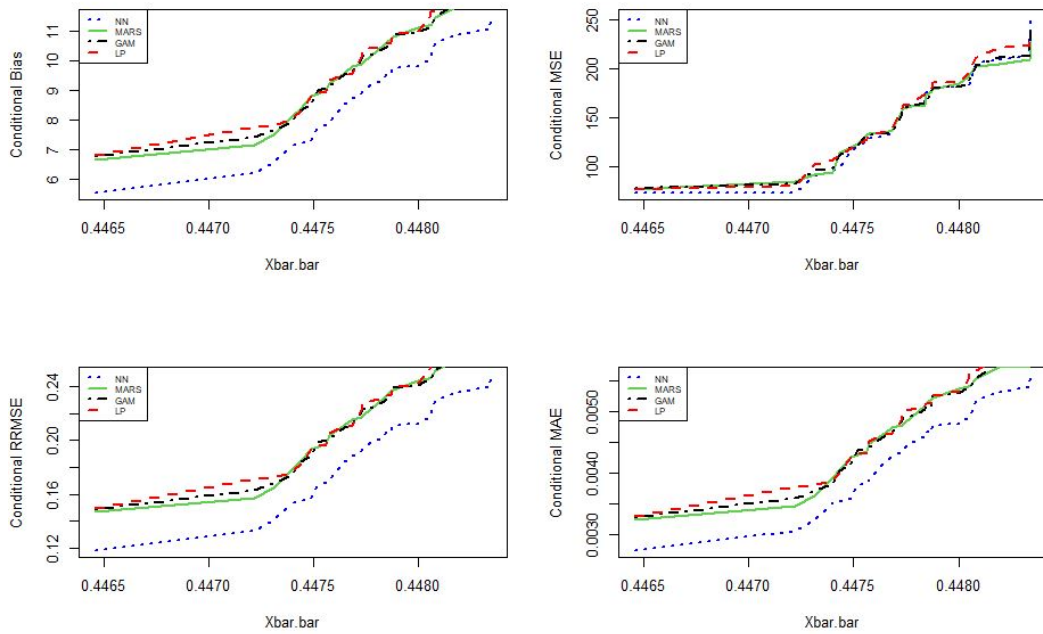 NN
MARS
GAM
LP
Conditional Bias
6 7 8 9 10 11
0.4465 0.4470 0.4475 0.4480
Xbar.bar
NN
MARS
GAM
LP
Conditional MSE
100 150 200 250
0.4465 0.4470 0.4475 0.4480
Xbar.bar
NN
MARS
GAM
LP
Conditional RRMSE
0.12 0.16 0.20 0.24
0.4465 0.4470 0.4475 0.4480
Xbar.bar
NN
MARS
GAM
LP
Conditional MAE
0.0030 0.0040 0.0050
0.4465 0.4470 0.4475 0.4480
Xbar.bar